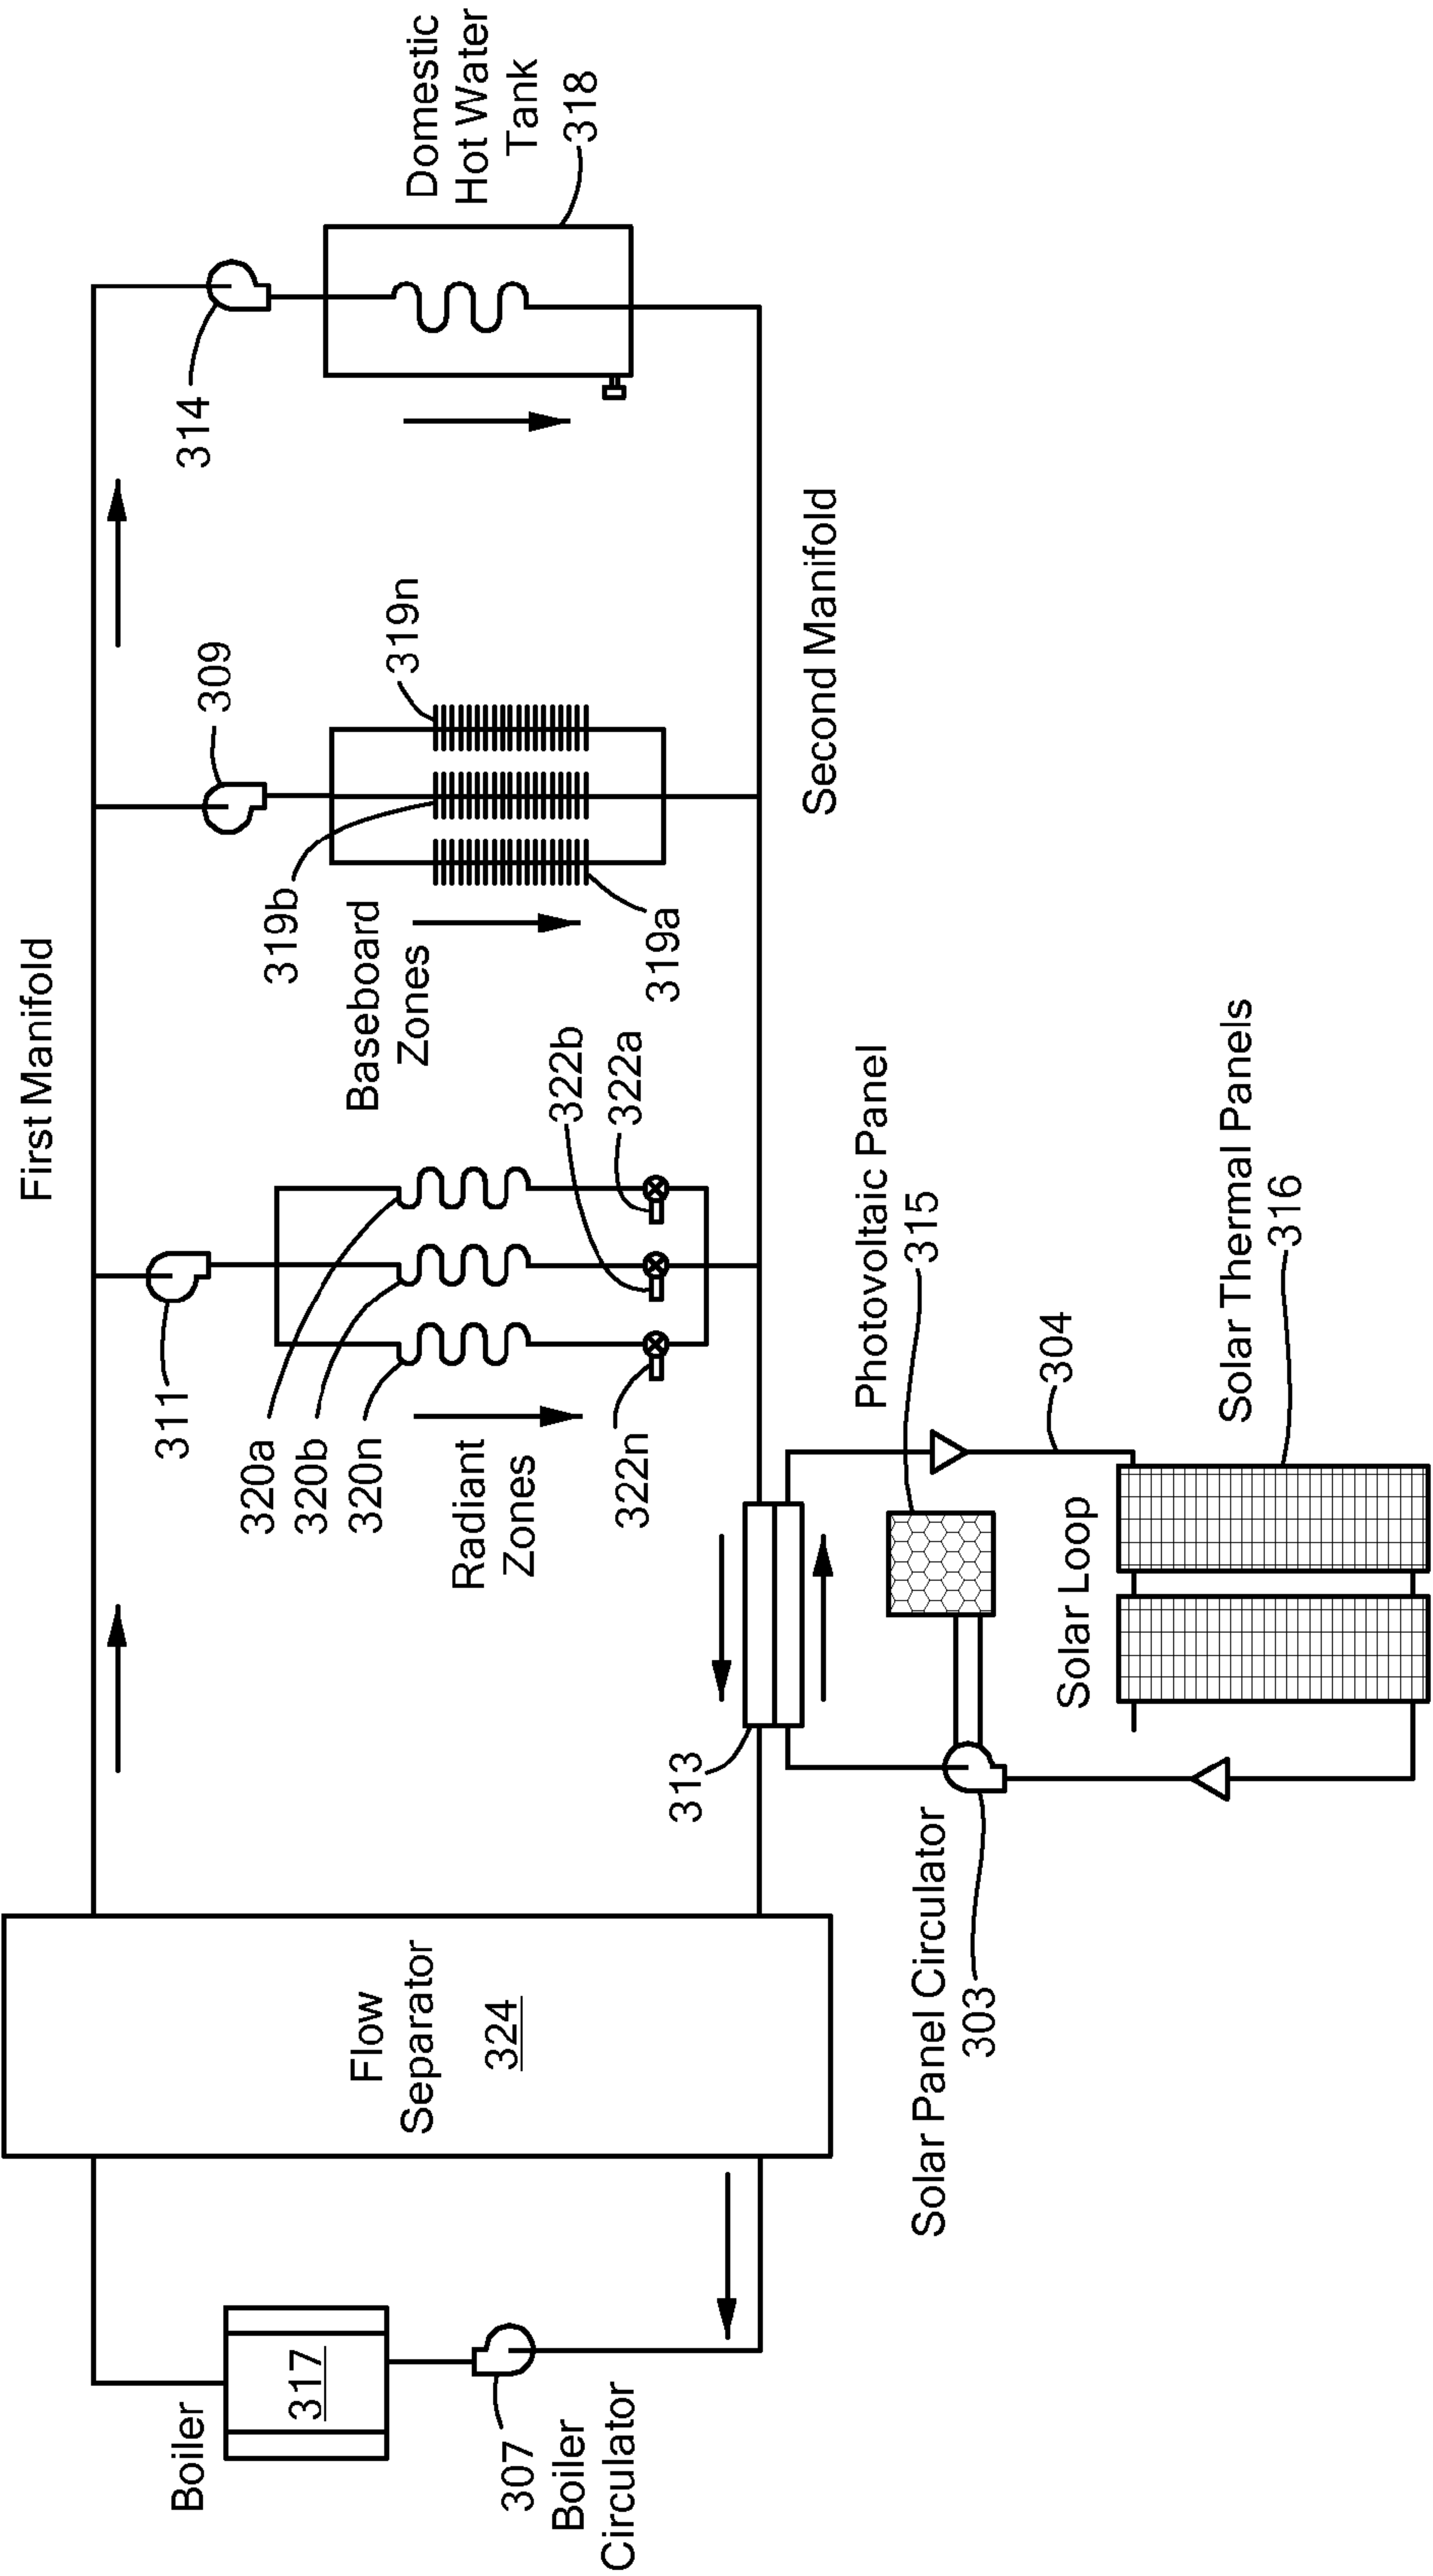 First Manifold
Boiler
317
307
Boiler
Circulator
Flow
Separator
324
311
320a
320b
320n
Radiant
Zones
322n
322b
322a
309
319b
Baseboard
Zones
319n
319a
314
Domestic
Hot Water
Tank
318
Second Manifold
313
Solar Panel Circulator
303
Photovoltaic Panel
315
Solar Loop
304
Solar Thermal Panels
316